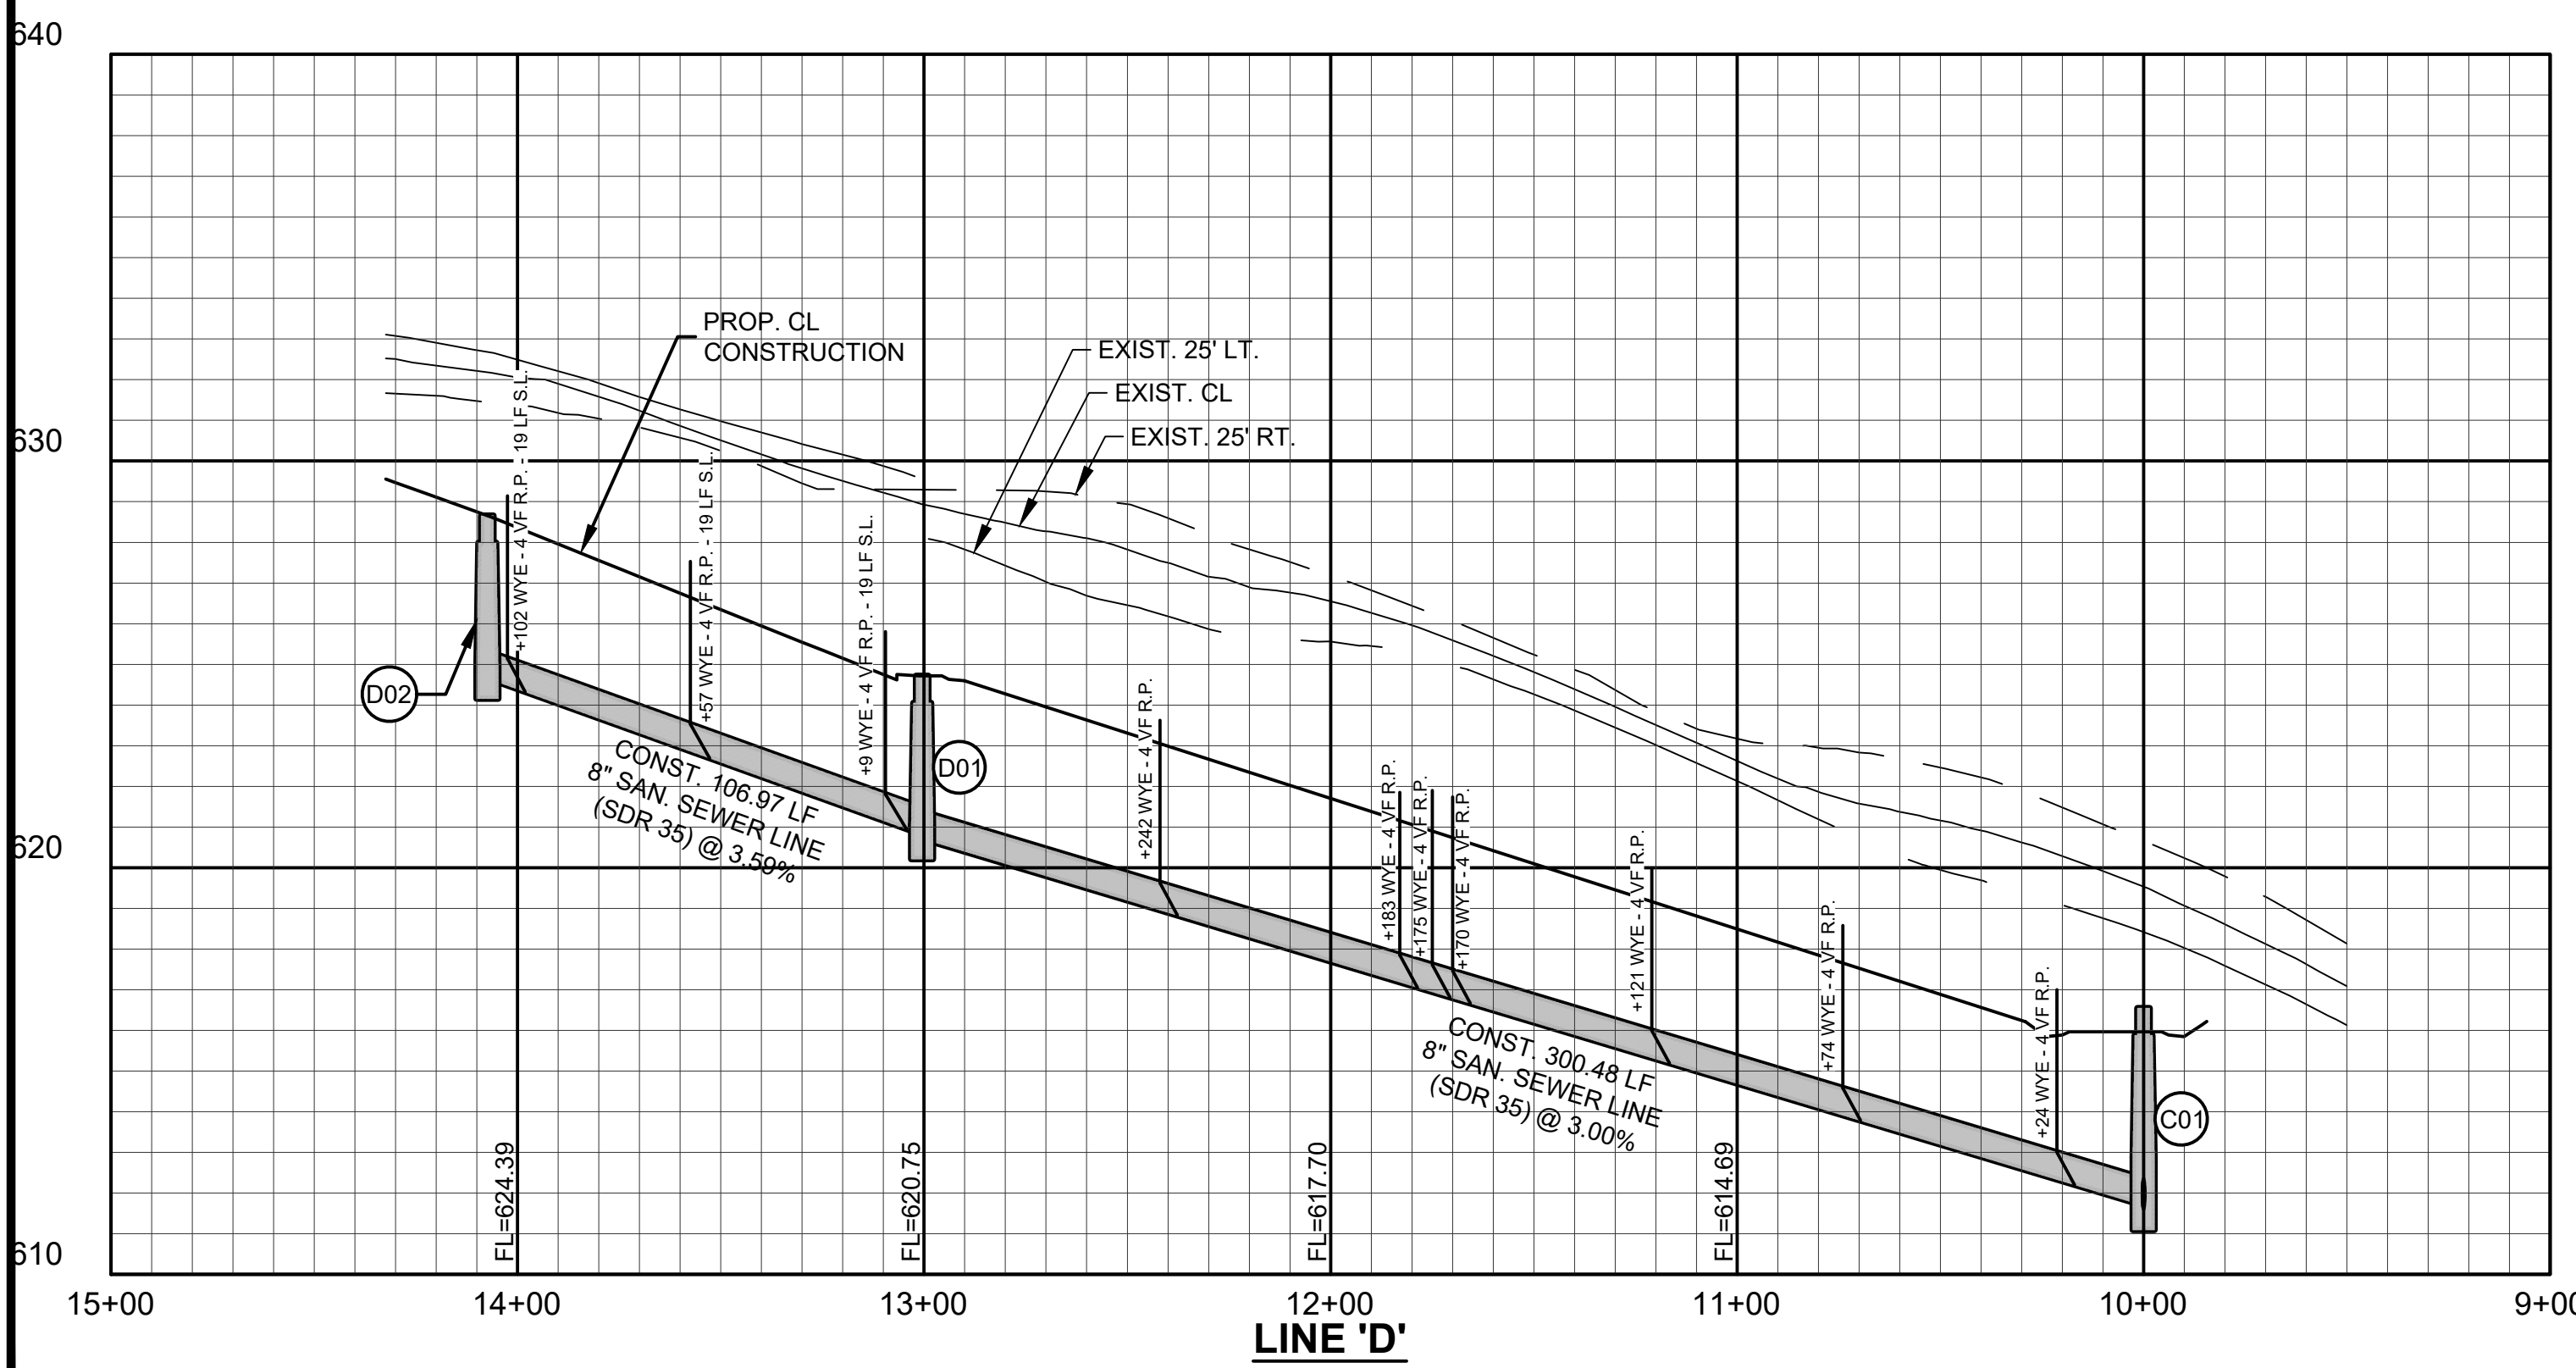 640
630
620
610
PROP. CL
CONSTRUCTION
EXIST. 25' LT.
EXIST. CL
EXIST. 25' RT.
+102 WYE - 4 VF R.P. - 19 LF S.L.
+57 WYE - 4 VF R.P. - 19 LF S.L.
+9 WYE - 4 VF R.P. - 19 LF S.L.
+242 WYE - 4 VF R.P.
+183 WYE - 4 VF R.P.
+175 WYE - 4 VF R.P.
+170 WYE - 4 VF R.P.
+121 WYE - 4 VF R.P.
+74 WYE - 4 VF R.P.
+24 WYE - 4 VF R.P.
D02
D01
C01
CONST. 106.97 LF
8" SAN. SEWER LINE
(SDR 35) @ 3.59%
CONST. 300.48 LF
8" SAN. SEWER LINE
(SDR 35) @ 3.00%
FL=624.39
FL=620.75
FL=617.70
FL=614.69
15+00 14+00 13+00 12+00 11+00 10+00 9+00
LINE 'D'